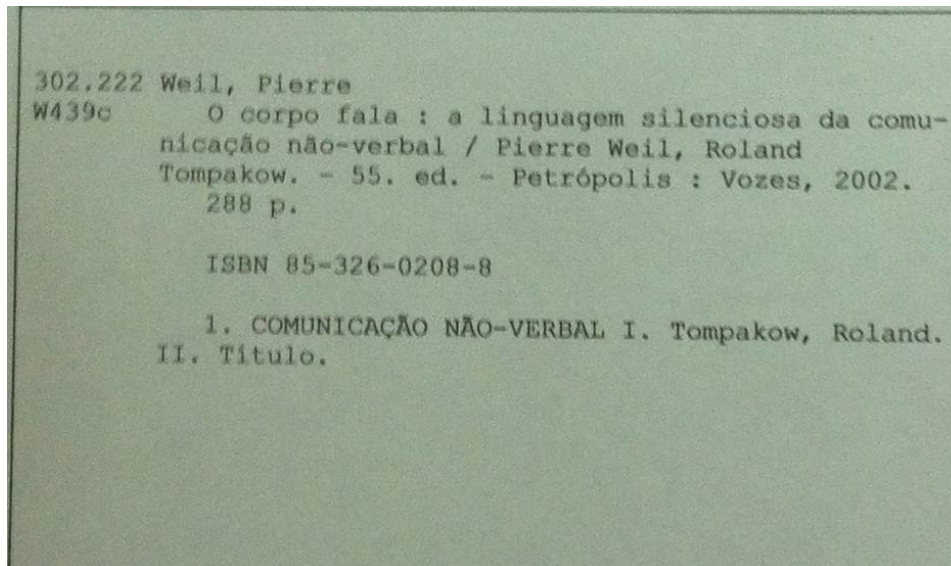 302.222 Weil, Pierre
W439c O corpo fala : a linguagem silenciosa da comu-
nicação não-verbal / Pierre Weil, Roland
Tompakow. - 55. ed. - Petrópolis : Vozes, 2002.
288 p.
ISBN 85-326-0208-8
1. COMUNICAÇÃO NÃO-VERBAL I. Tompakow, Roland.
II. Título.